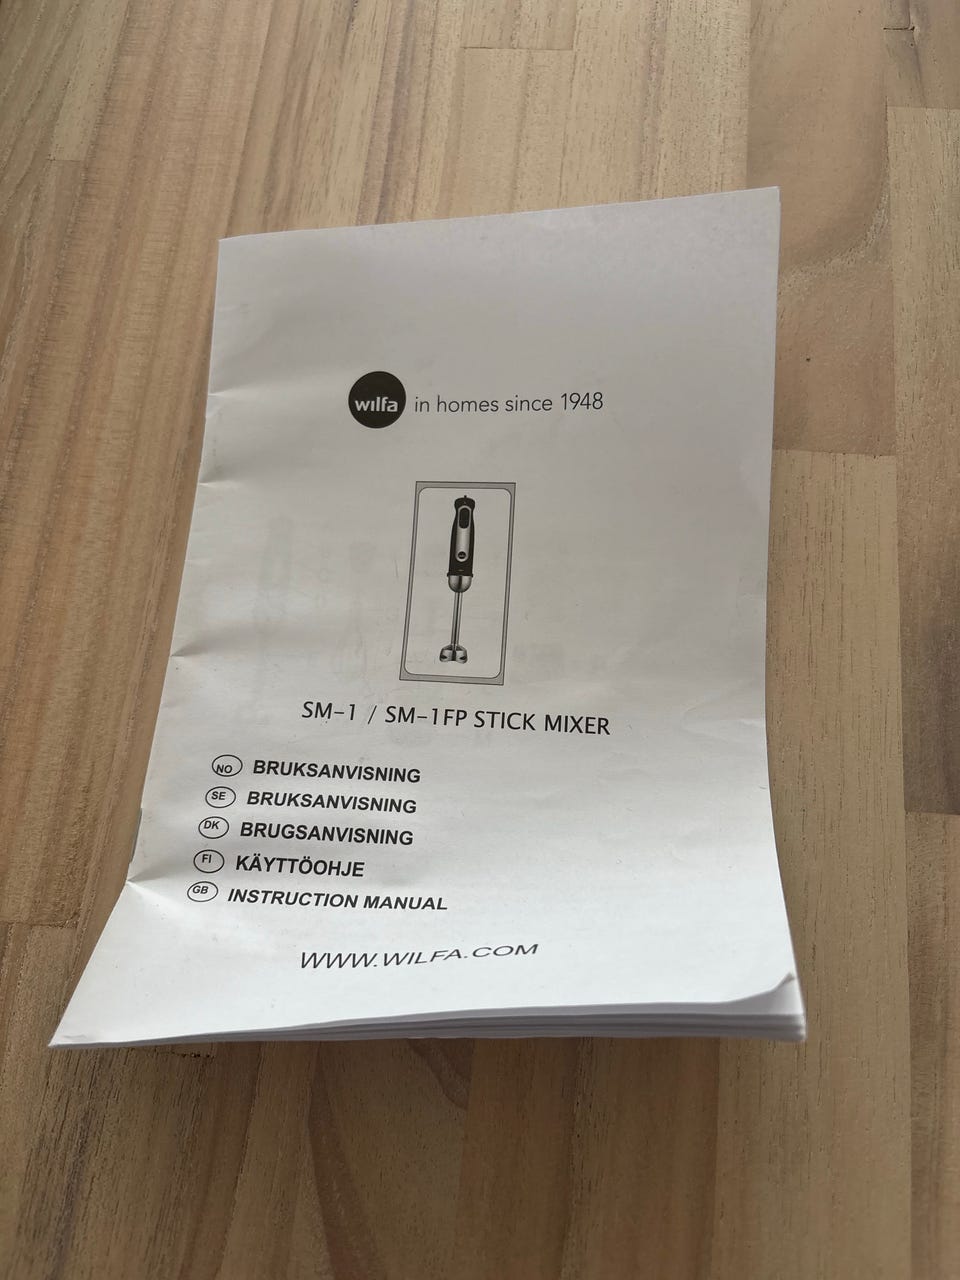 wilfa in homes since 1948
SM-1 / SM-1FP STICK MIXER
NO BRUKSANVISNING
SE BRUKSANVISNING
DK BRUGSANVISNING
FI KÄYTTÖOHJE
GB INSTRUCTION MANUAL
WWW.WILFA.COM